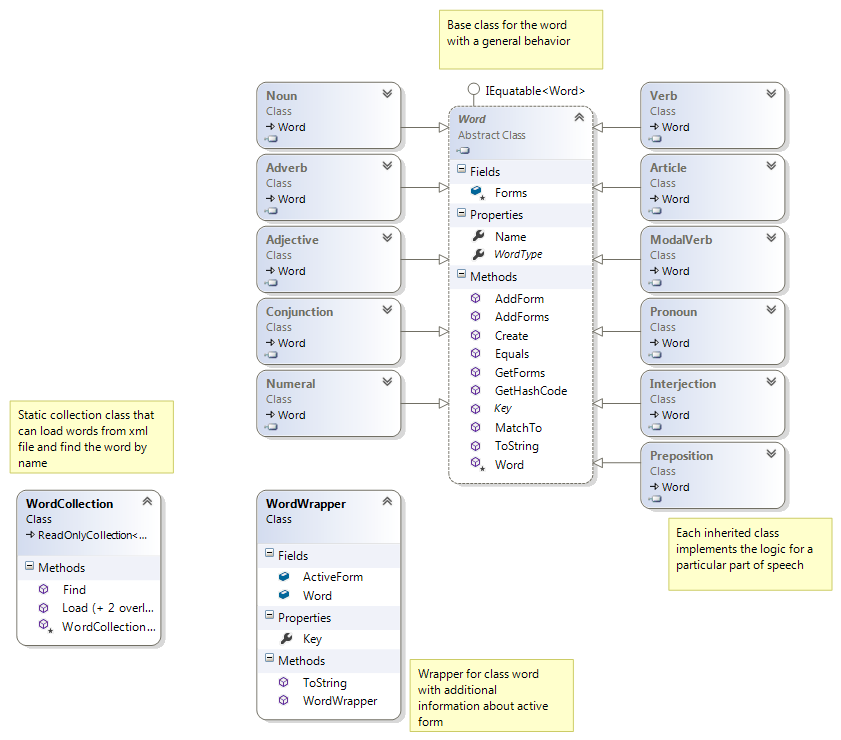 Base class for the word
with a general behavior
IEquatable<Word>
Noun
Class
Word
Adverb
Class
Word
Adjective
Class
Word
Conjunction
Class
Word
Numeral
Class
Word
Word
Abstract Class
Fields
Forms
Properties
Name
WordType
Methods
AddForm
AddForms
Create
Equals
GetForms
GetHashCode
Key
MatchTo
ToString
Word
Verb
Class
Word
Article
Class
Word
ModalVerb
Class
Word
Pronoun
Class
Word
Interjection
Class
Word
Preposition
Class
Word
Each inherited class
implements the logic for a
particular part of speech
Static collection class that
can load words from xml
file and find the word by
name
WordCollection
Class
ReadOnlyCollection<...
Methods
Find
Load (+ 2 overl...
WordCollection...
WordWrapper
Class
Fields
ActiveForm
Word
Properties
Key
Methods
ToString
WordWrapper
Wrapper for class word
with additional
information about active
form